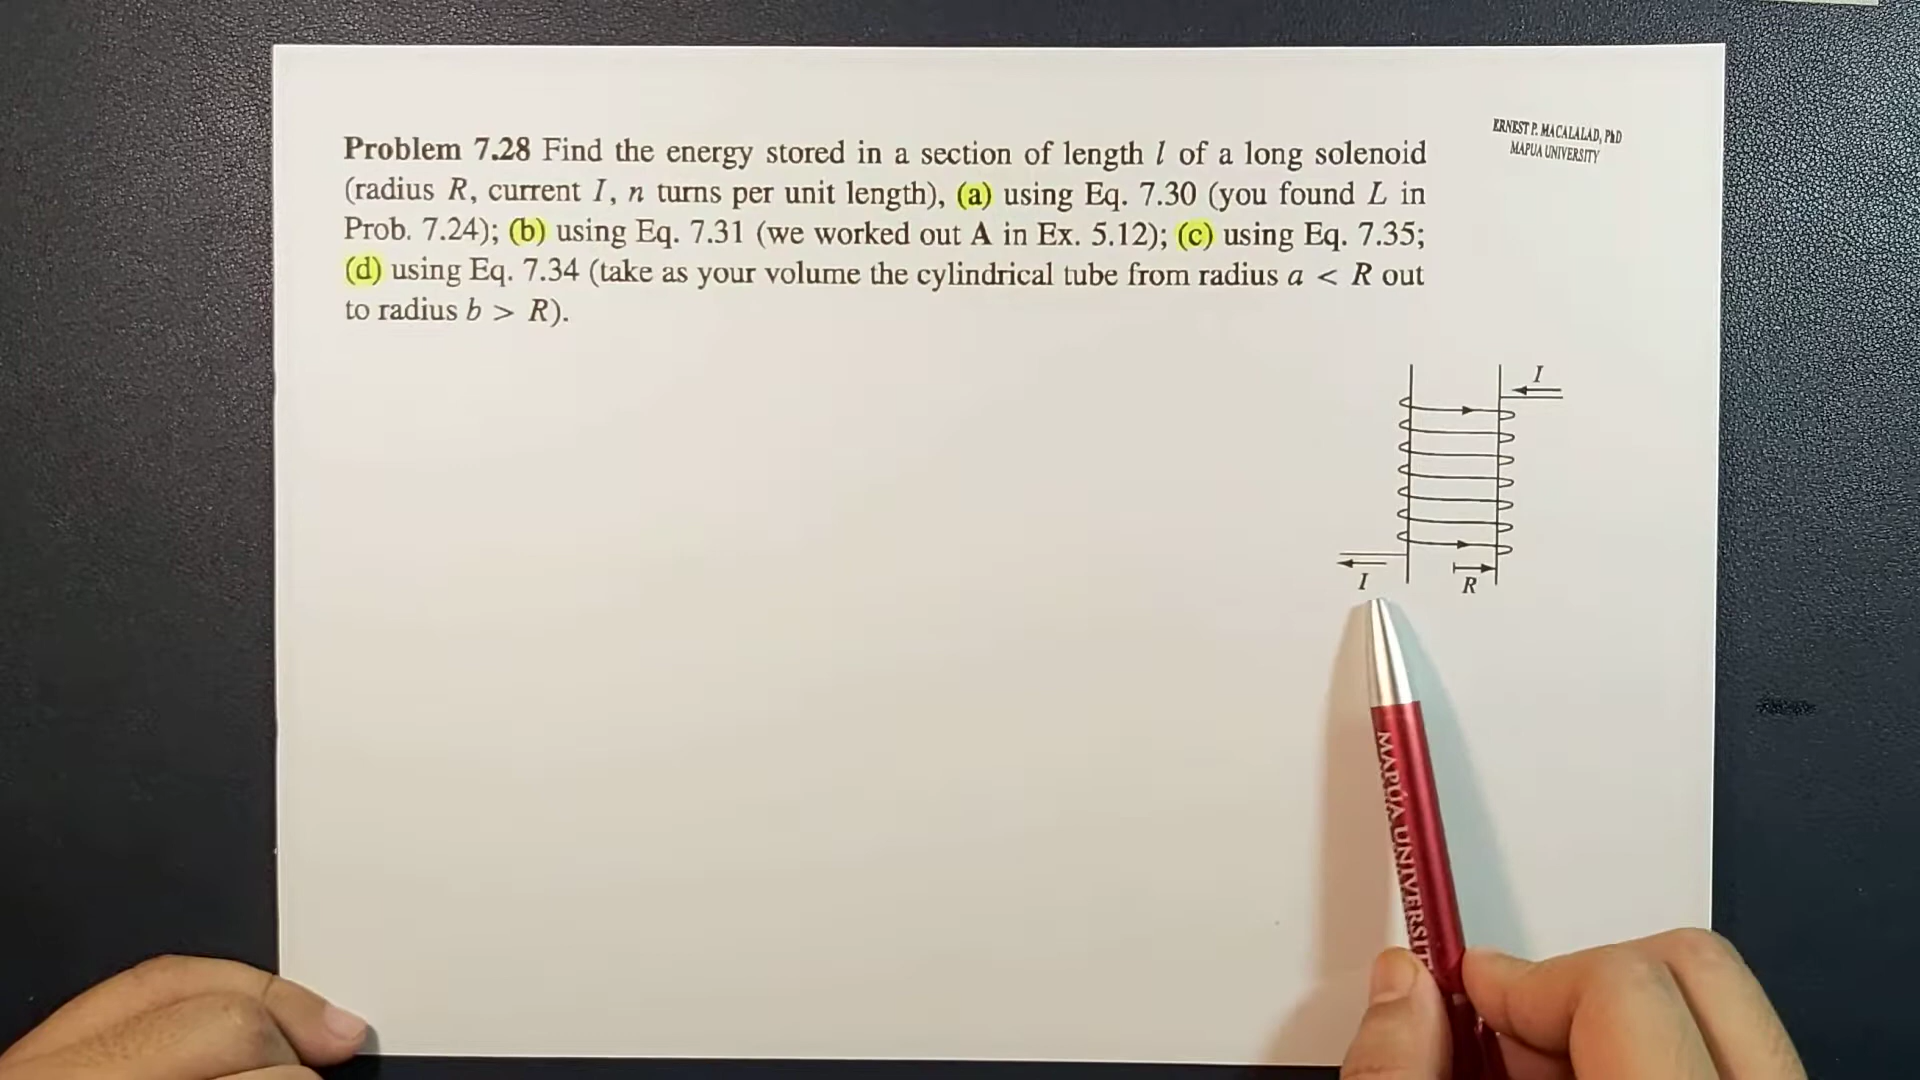 ERNEST P. MACALALAD, PhD
MAPUA UNIVERSITY
Problem 7.28 Find the energy stored in a section of length l of a long solenoid
(radius R, current I, n turns per unit length), (a) using Eq. 7.30 (you found L in
Prob. 7.24); (b) using Eq. 7.31 (we worked out A in Ex. 5.12); (c) using Eq. 7.35;
(d) using Eq. 7.34 (take as your volume the cylindrical tube from radius a < R out
to radius b > R).
I
I
R
MAPÚA UNIVERSIT